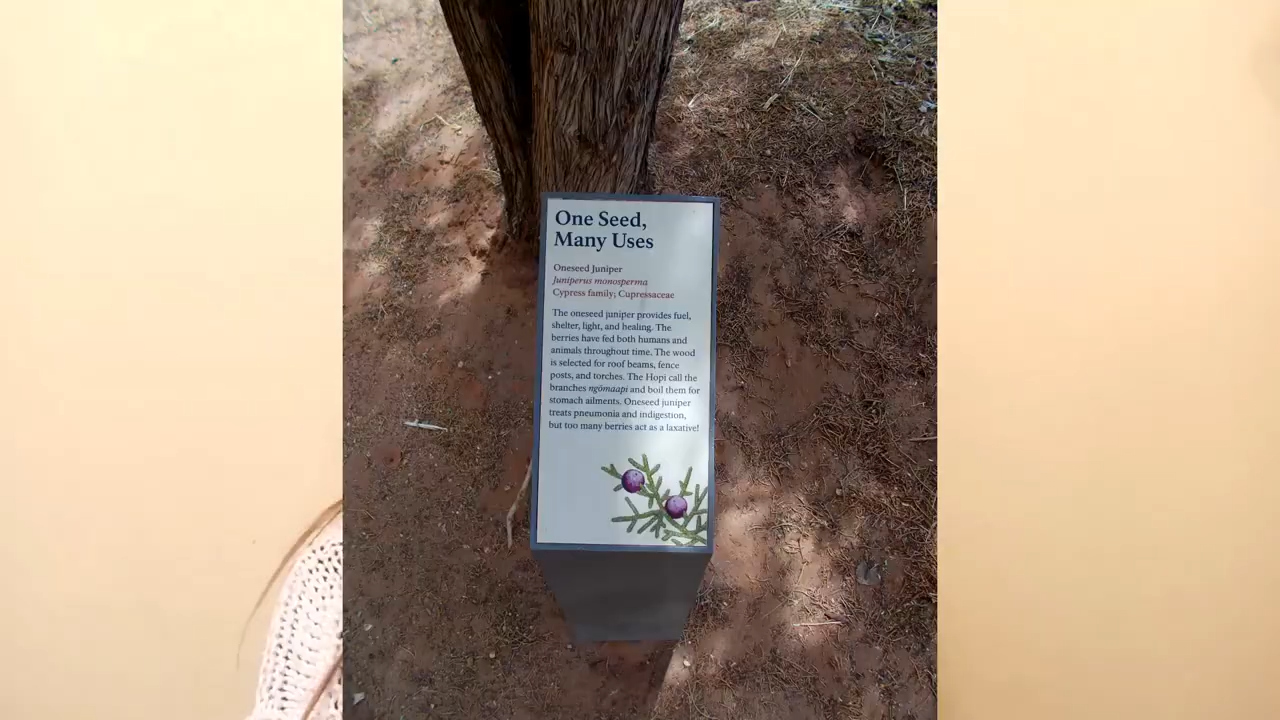 One Seed,
Many Uses
Oneseed Juniper
Juniperus monosperma
Cypress family; Cupressaceae
The oneseed juniper provides fuel,
shelter, light, and healing. The
berries have fed both humans and
animals throughout time. The wood
is selected for roof beams, fence
posts, and torches. The Hopi call the
branches ngömaapi and boil them for
stomach ailments. Oneseed juniper
treats pneumonia and indigestion,
but too many berries act as a laxative!